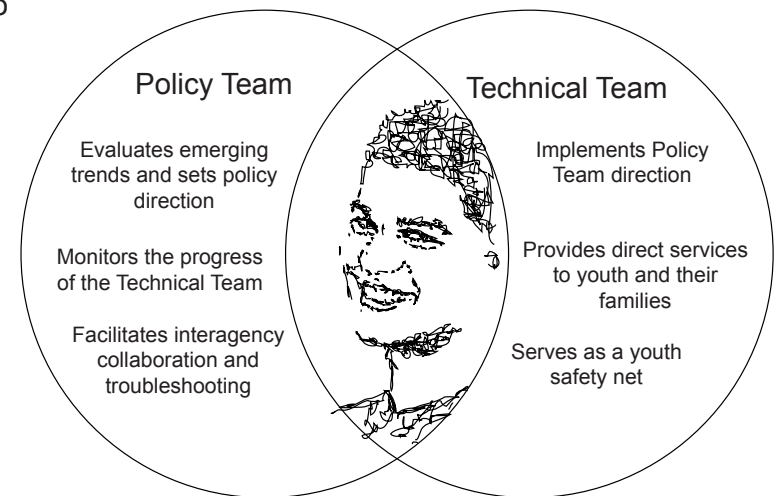 Policy Team
Evaluates emerging
trends and sets policy
direction
Monitors the progress
of the Technical Team
Facilitates interagency
collaboration and
troubleshooting
Technical Team
Implements Policy
Team direction
Provides direct services
to youth and their
families
Serves as a youth
safety net